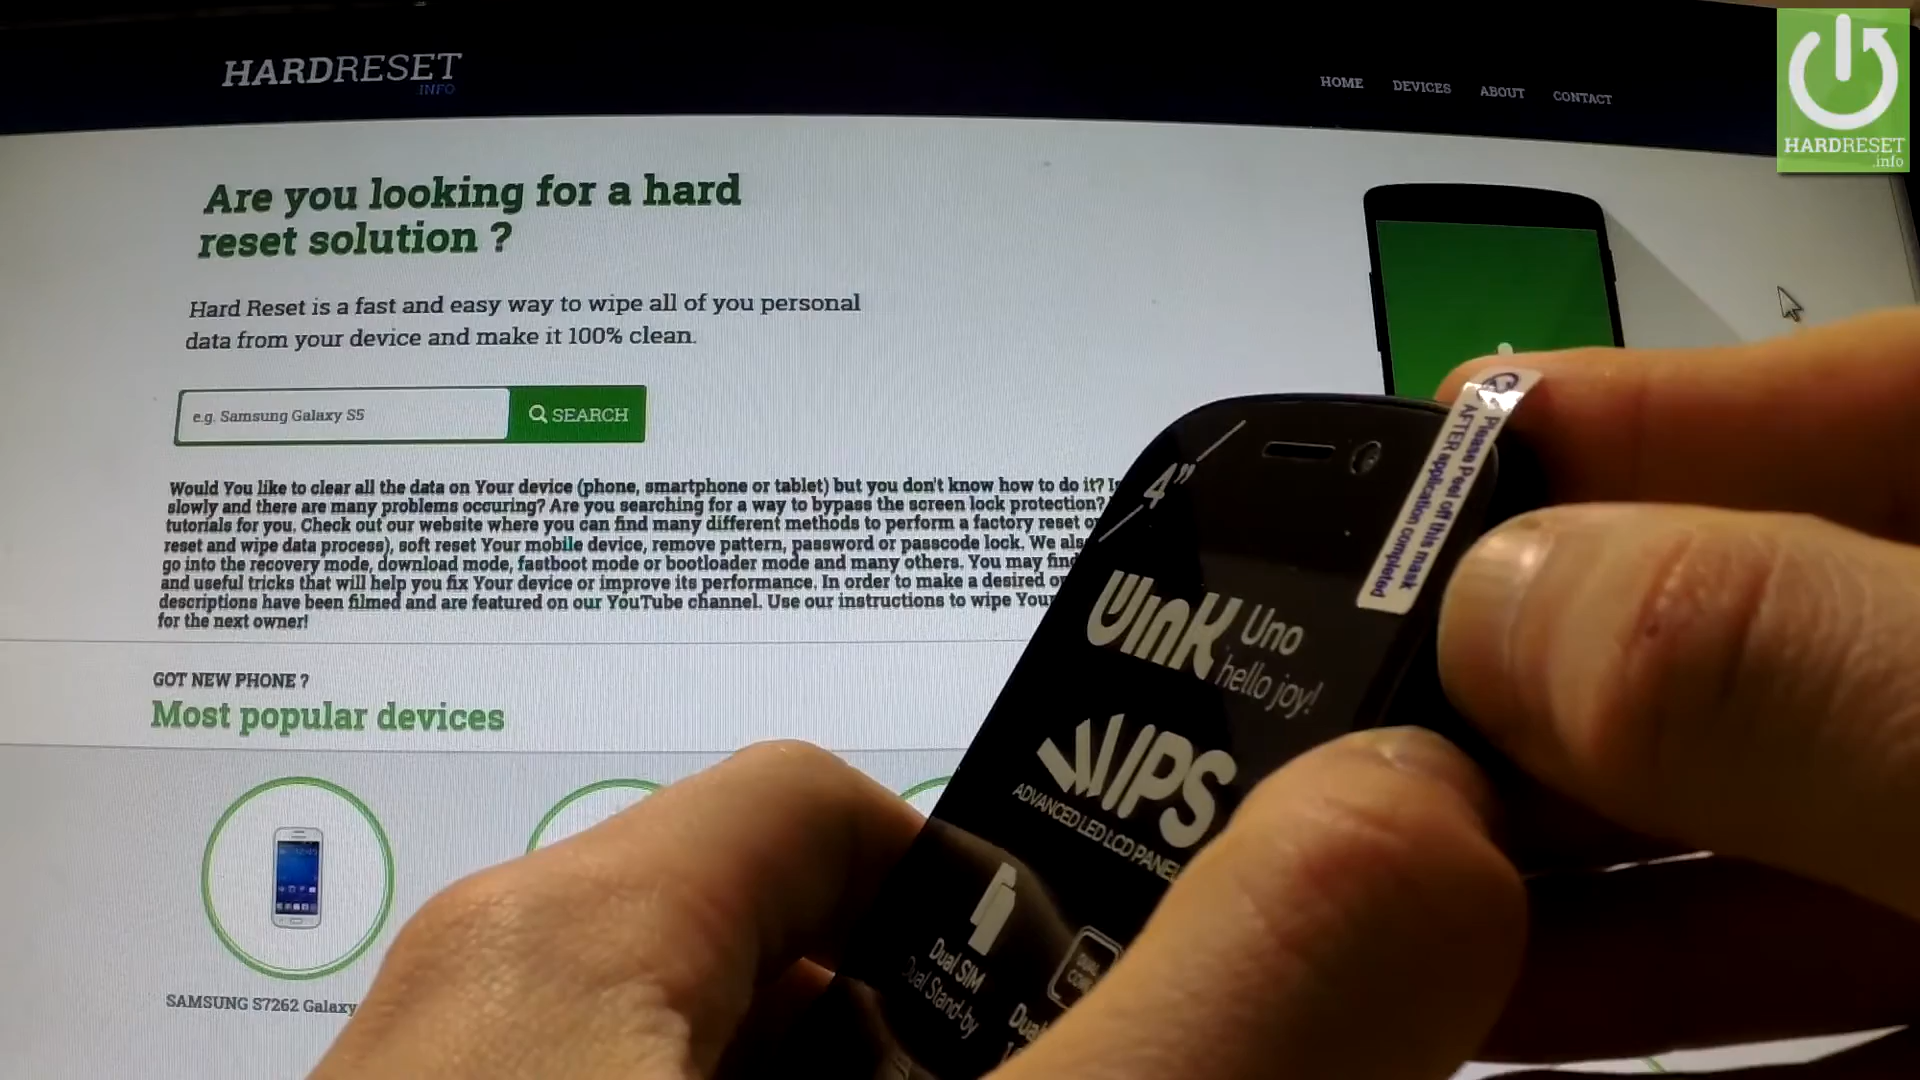 HARDRESET
INFO
HOME DEVICES ABOUT CONTACT
HARDRESET
.info
Are you looking for a hard
reset solution ?
Hard Reset is a fast and easy way to wipe all of you personal
data from your device and make it 100% clean.
e.g. Samsung Galaxy S5
SEARCH
Would You like to clear all the data on Your device (phone, smartphone or tablet) but you don't know how to do it?
slowly and there are many problems occuring? Are you searching for a way to bypass the screen lock protection?
tutorials for you. Check out our website where you can find many different methods to perform a factory reset
reset and wipe data process), soft reset Your mobile device, remove pattern, password or passcode lock. We
go into the recovery mode, download mode, fastboot mode or bootloader mode and many others. You may find
and useful tricks that will help you fix Your device or improve its performance. In order to make a desired
descriptions have been filmed and are featured on our YouTube channel. Use our instructions to wipe
for the next owner!
GOT NEW PHONE ?
Most popular devices
SAMSUNG S7262 Galaxy
4"
Please Peel off this mask
AFTER application completed
Wink Uno
hello joy!
IPS
ADVANCED LED LCD PANEL
Dual SIM
Dual Stand-by